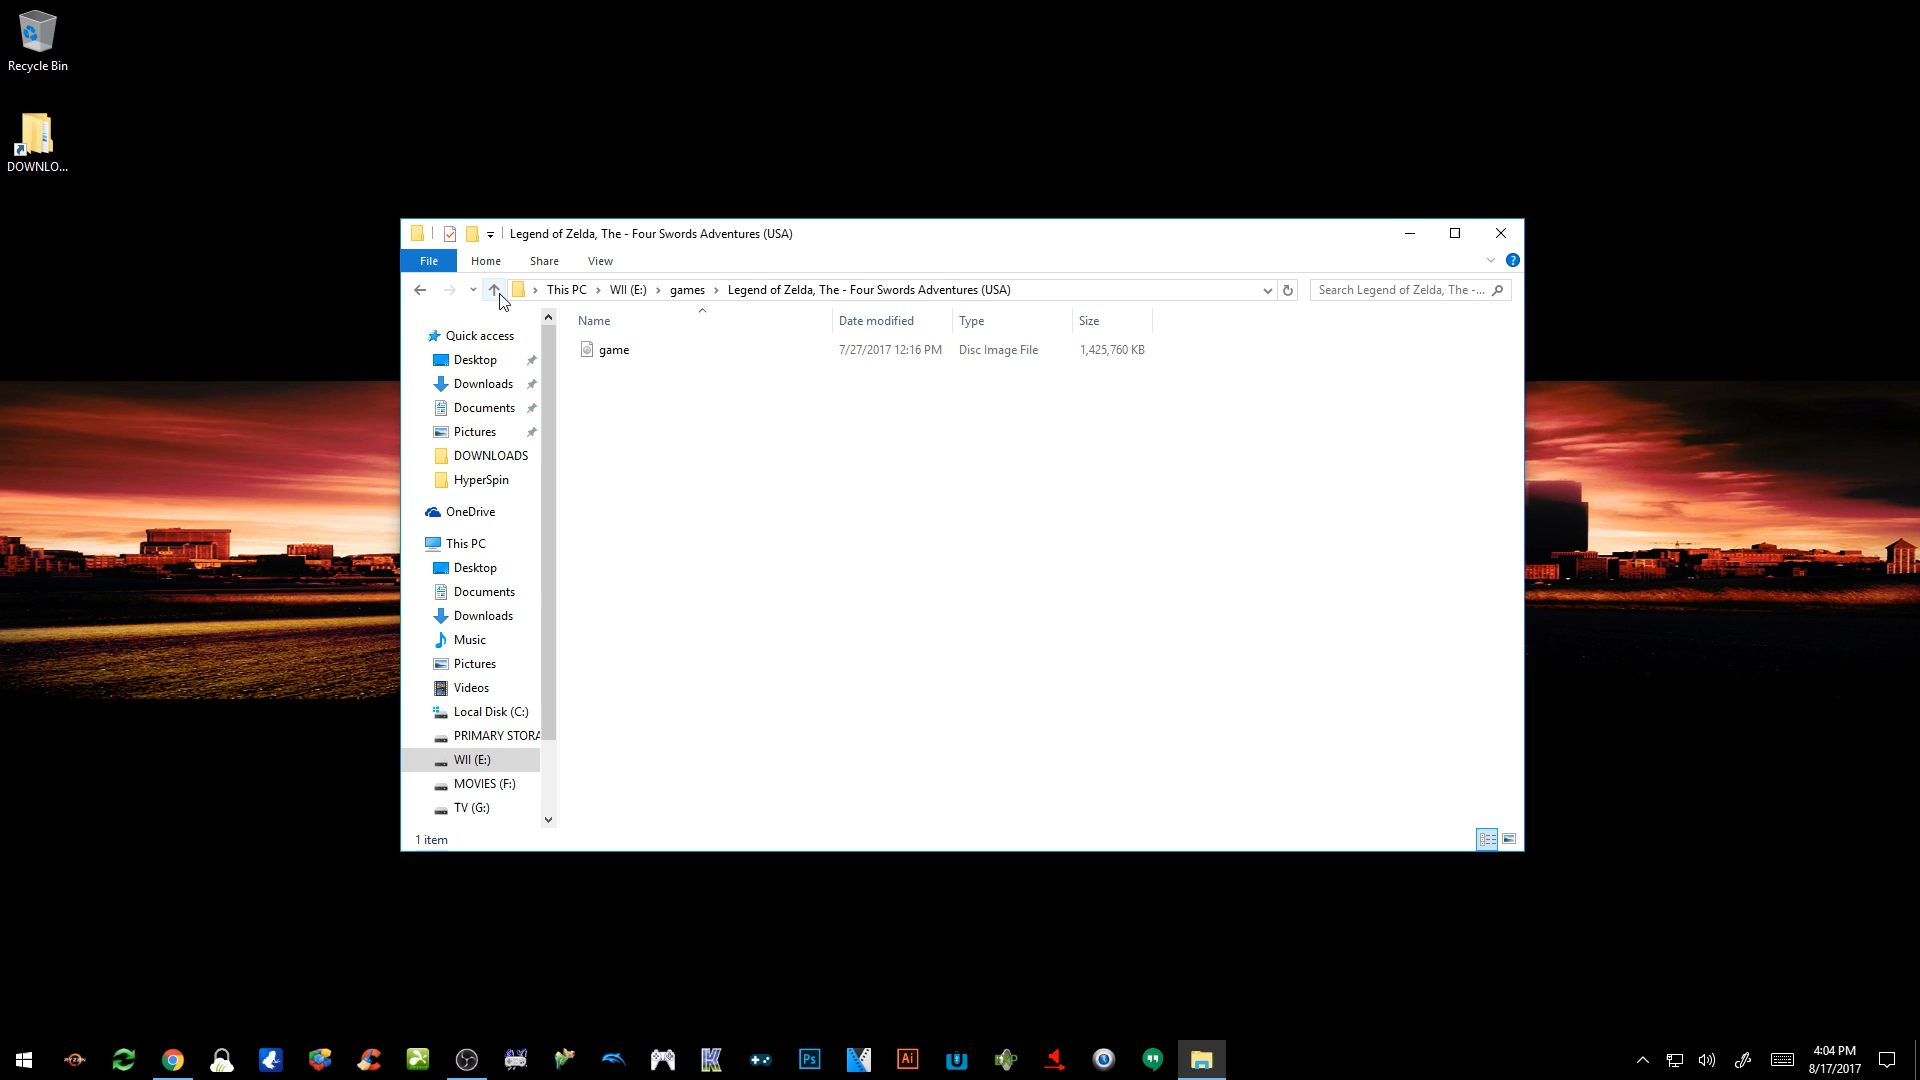 Recycle Bin
DOWNLO...
Legend of Zelda, The - Four Swords Adventures (USA)
File Home Share View
This PC WII (E:) games Legend of Zelda, The - Four Swords Adventures (USA)
Search Legend of Zelda, The -...
Name Date modified Type Size
game 7/27/2017 12:16 PM Disc Image File 1,425,760 KB
Quick access
Desktop
Downloads
Documents
Pictures
DOWNLOADS
HyperSpin
OneDrive
This PC
Desktop
Documents
Downloads
Music
Pictures
Videos
Local Disk (C:)
PRIMARY STORA
WII (E:)
MOVIES (F:)
TV (G:)
1 item
RYZEN
Ps
Ai
4:04 PM
8/17/2017